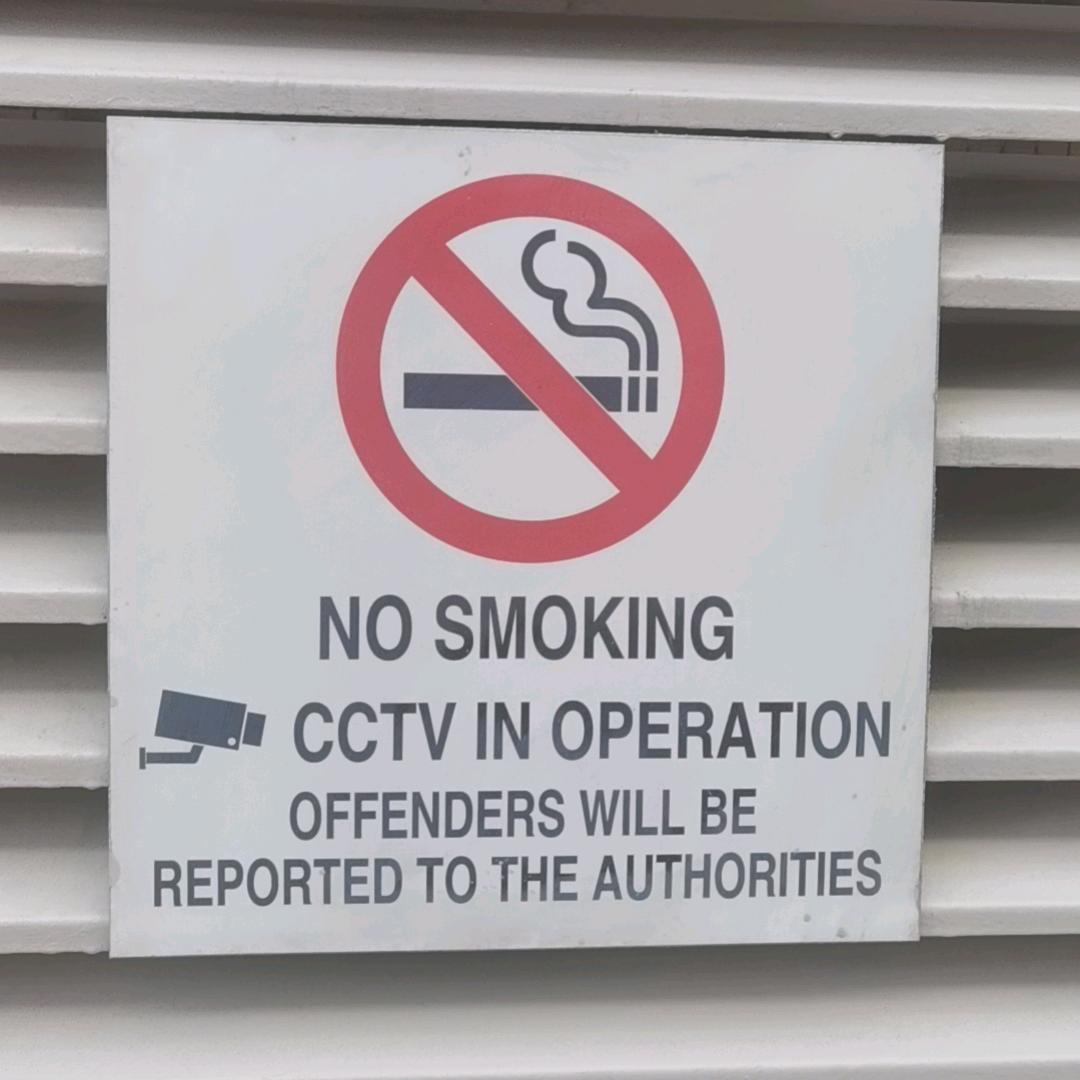 NO SMOKING
CCTV IN OPERATION
OFFENDERS WILL BE
REPORTED TO THE AUTHORITIES